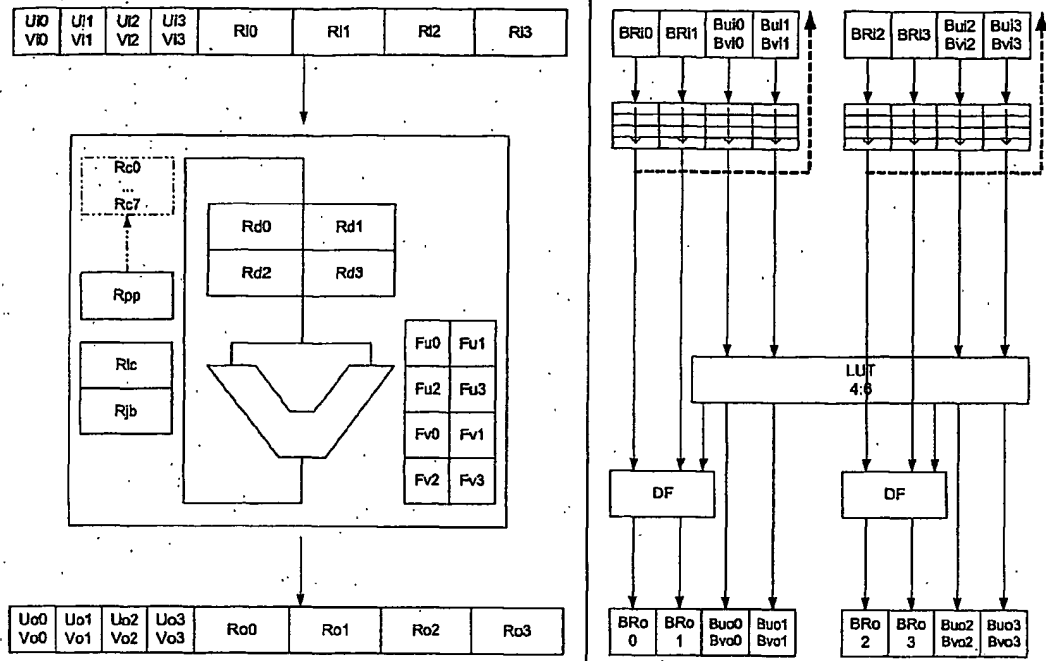 Ui0 Ui1 Ui2 Ui3
Vi0 Vi1 Vi2 Vi3
Ri0 Ri1 Ri2 Ri3
Rc0
...
Rc7
Rpp
Rlc
Rjb
Rd0 Rd1
Rd2 Rd3
Fu0 Fu1
Fu2 Fu3
Fv0 Fv1
Fv2 Fv3
Uo0 Uo1 Uo2 Uo3
Vo0 Vo1 Vo2 Vo3
Ro0 Ro1 Ro2 Ro3
BRi0 BRi1
Bui0 Bui1
Bvi0 Bvi1
BRi2 BRi3
Bui2 Bui3
Bvi2 Bvi3
LUT
4:6
DF
DF
BRo BRo Buo0 Buo1
0 1 Bvo0 Bvo1
BRo BRo Buo2 Buo3
2 3 Bvo2 Bvo3